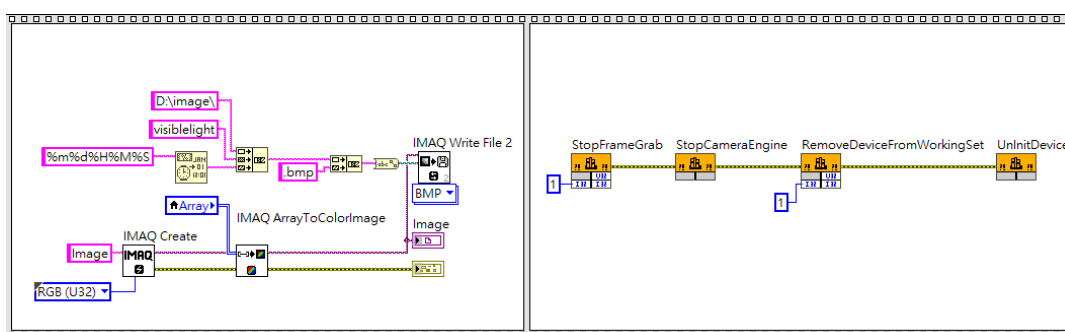 D:\image\
visiblelight
%m%d%H%M%S
.bmp
IMAQ Write File 2
BMP
Array
IMAQ ArrayToColorImage
Image
IMAQ Create
Image
IMAQ
RGB (U32)
StopFrameGrab
StopCameraEngine
RemoveDeviceFromWorkingSet
UnInitDevice
1
1